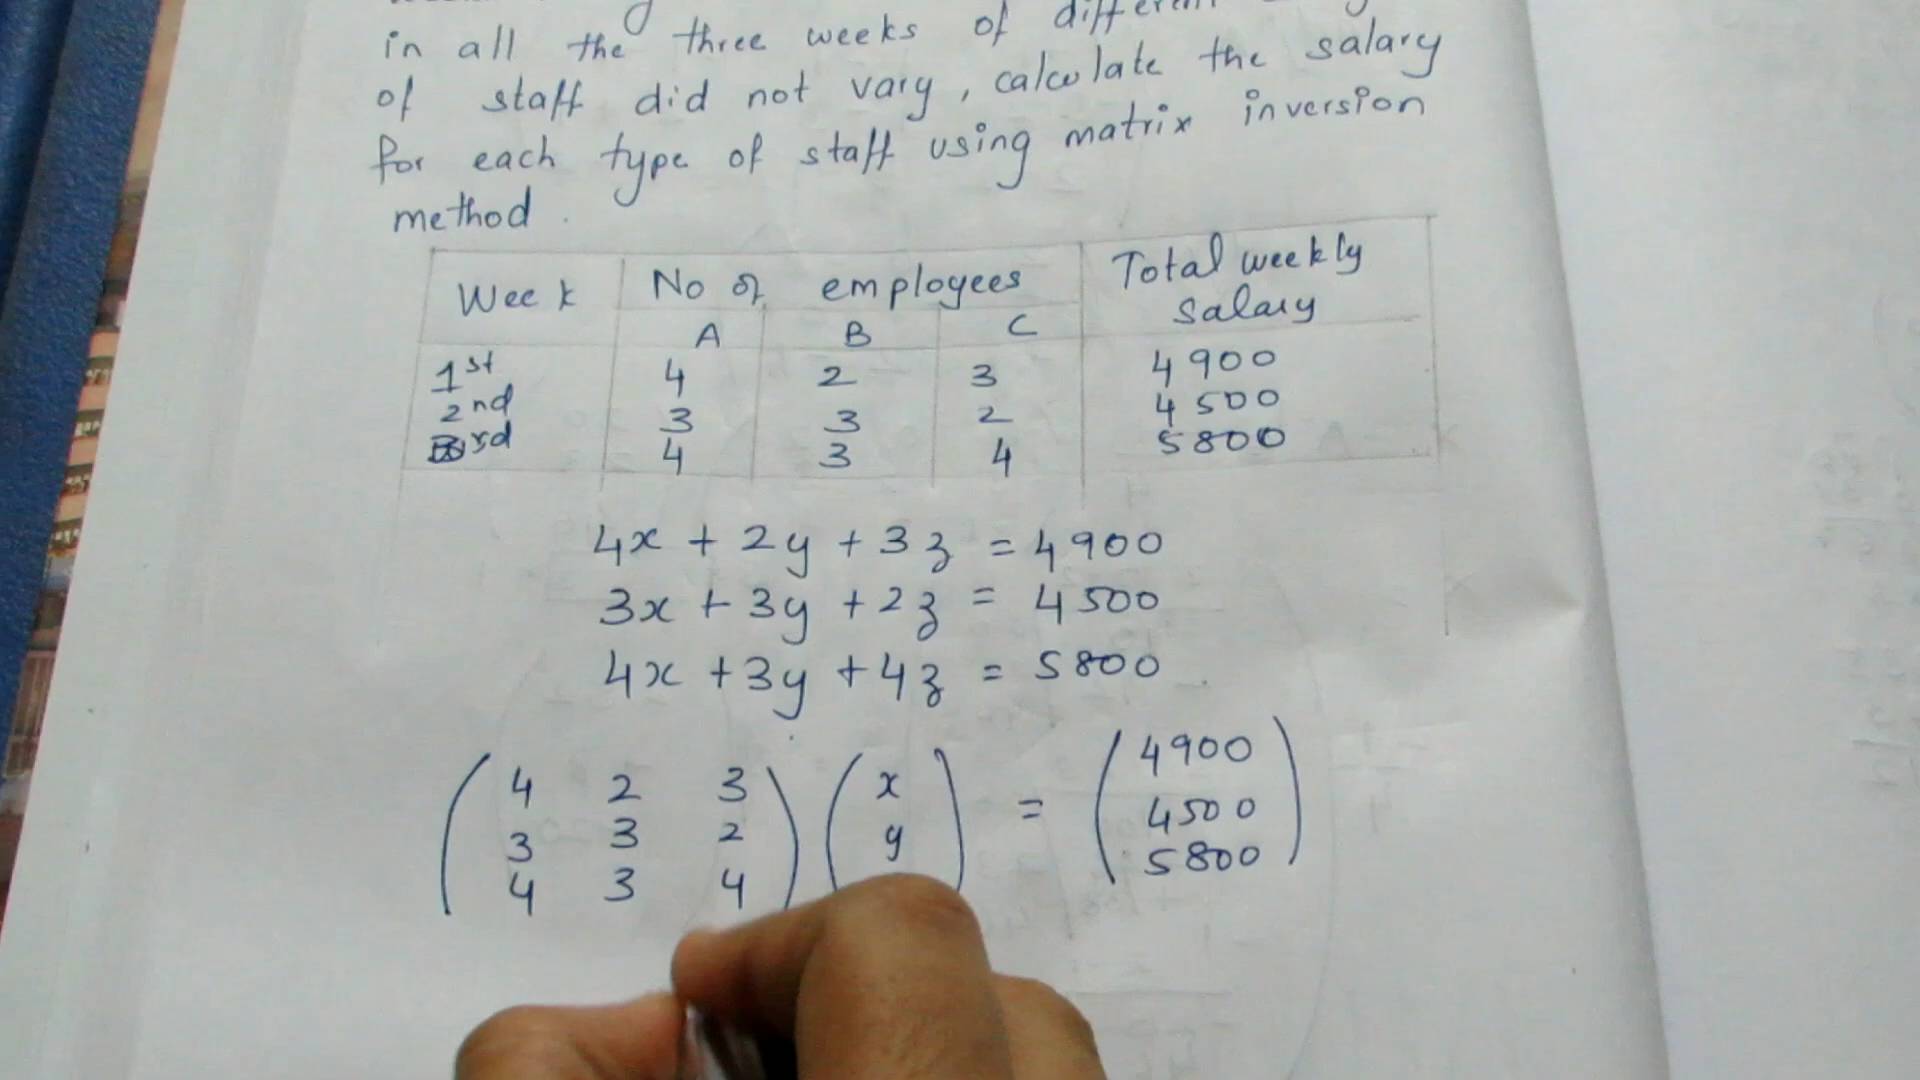 in all the three weeks of different
of staff did not vary, calculate the salary
for each type of staff using matrix inversion
method.
Week No of employees Total weekly salary
A B C
1st 4 2 3 4900
2nd 3 3 2 4500
3rd 4 3 4 5800
4x + 2y + 3z = 4900
3x + 3y + 2z = 4500
4x + 3y + 4z = 5800
4 2 3 x 4900
3 3 2 y = 4500
4 3 4 5800